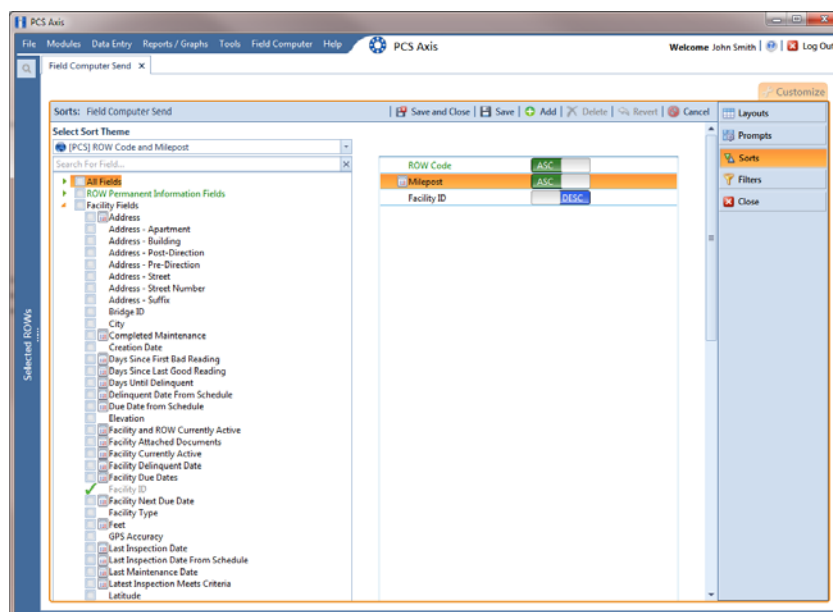 PCS Axis
File Modules Data Entry Reports / Graphs Tools Field Computer Help PCS Axis Welcome John Smith | | Log Out
Field Computer Send X
Customize
Sorts: Field Computer Send | Save and Close | Save | Add | Delete | Revert | Cancel
Layouts
Prompts
Sorts
Filters
Close
Select Sort Theme
[PCS] ROW Code and Milepost
Search For Field...
All Fields
ROW Permanent Information Fields
Facility Fields
Address
Address - Apartment
Address - Building
Address - Post-Direction
Address - Pre-Direction
Address - Street
Address - Street Number
Address - Suffix
Bridge ID
City
Completed Maintenance
Creation Date
Days Since First Bad Reading
Days Since Last Good Reading
Days Until Delinquent
Delinquent Date From Schedule
Due Date from Schedule
Elevation
Facility and ROW Currently Active
Facility Attached Documents
Facility Currently Active
Facility Delinquent Date
Facility Due Dates
Facility ID
Facility Next Due Date
Facility Type
Feet
GPS Accuracy
Last Inspection Date
Last Inspection Date From Schedule
Last Maintenance Date
Latest Inspection Meets Criteria
Latitude
ROW Code ASC
Milepost ASC
Facility ID DESC
Selected ROWs